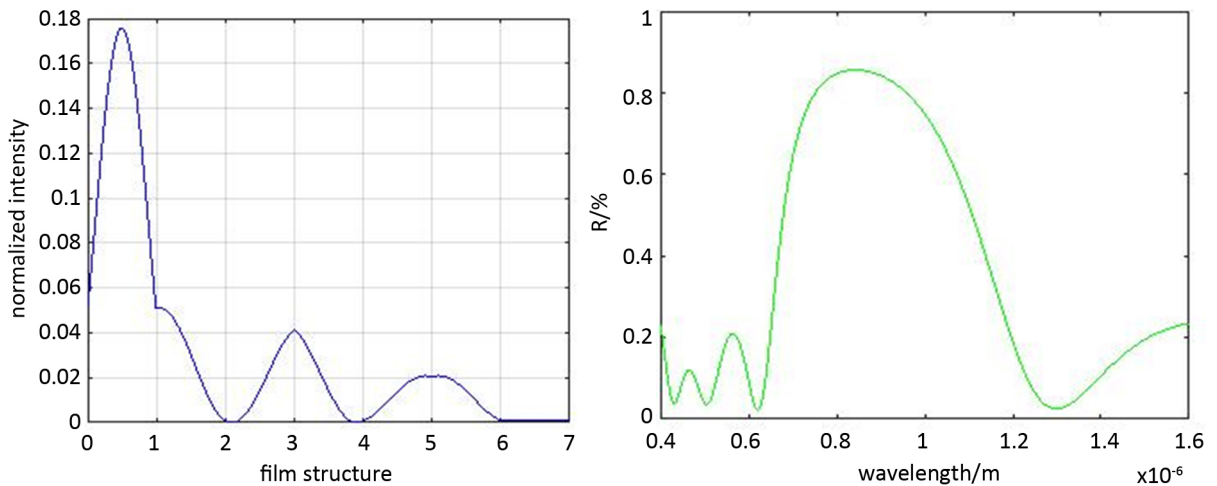 normalized intensity
0.18
0.16
0.14
0.12
0.1
0.08
0.06
0.04
0.02
0
0 1 2 3 4 5 6 7
film structure
R/%
1
0.8
0.6
0.4
0.2
0
0.4 0.6 0.8 1 1.2 1.4 1.6
wavelength/m x10⁻⁶